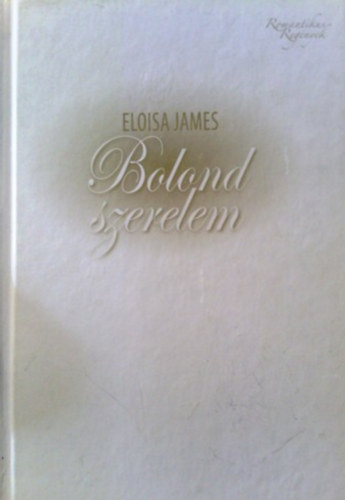 Romantikus
Regények
ELOISA JAMES
Bolond
szerelem